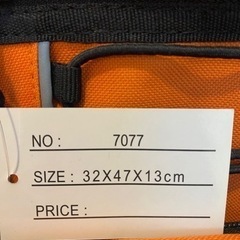 NO : 7077
SIZE : 32X47X13cm
PRICE :